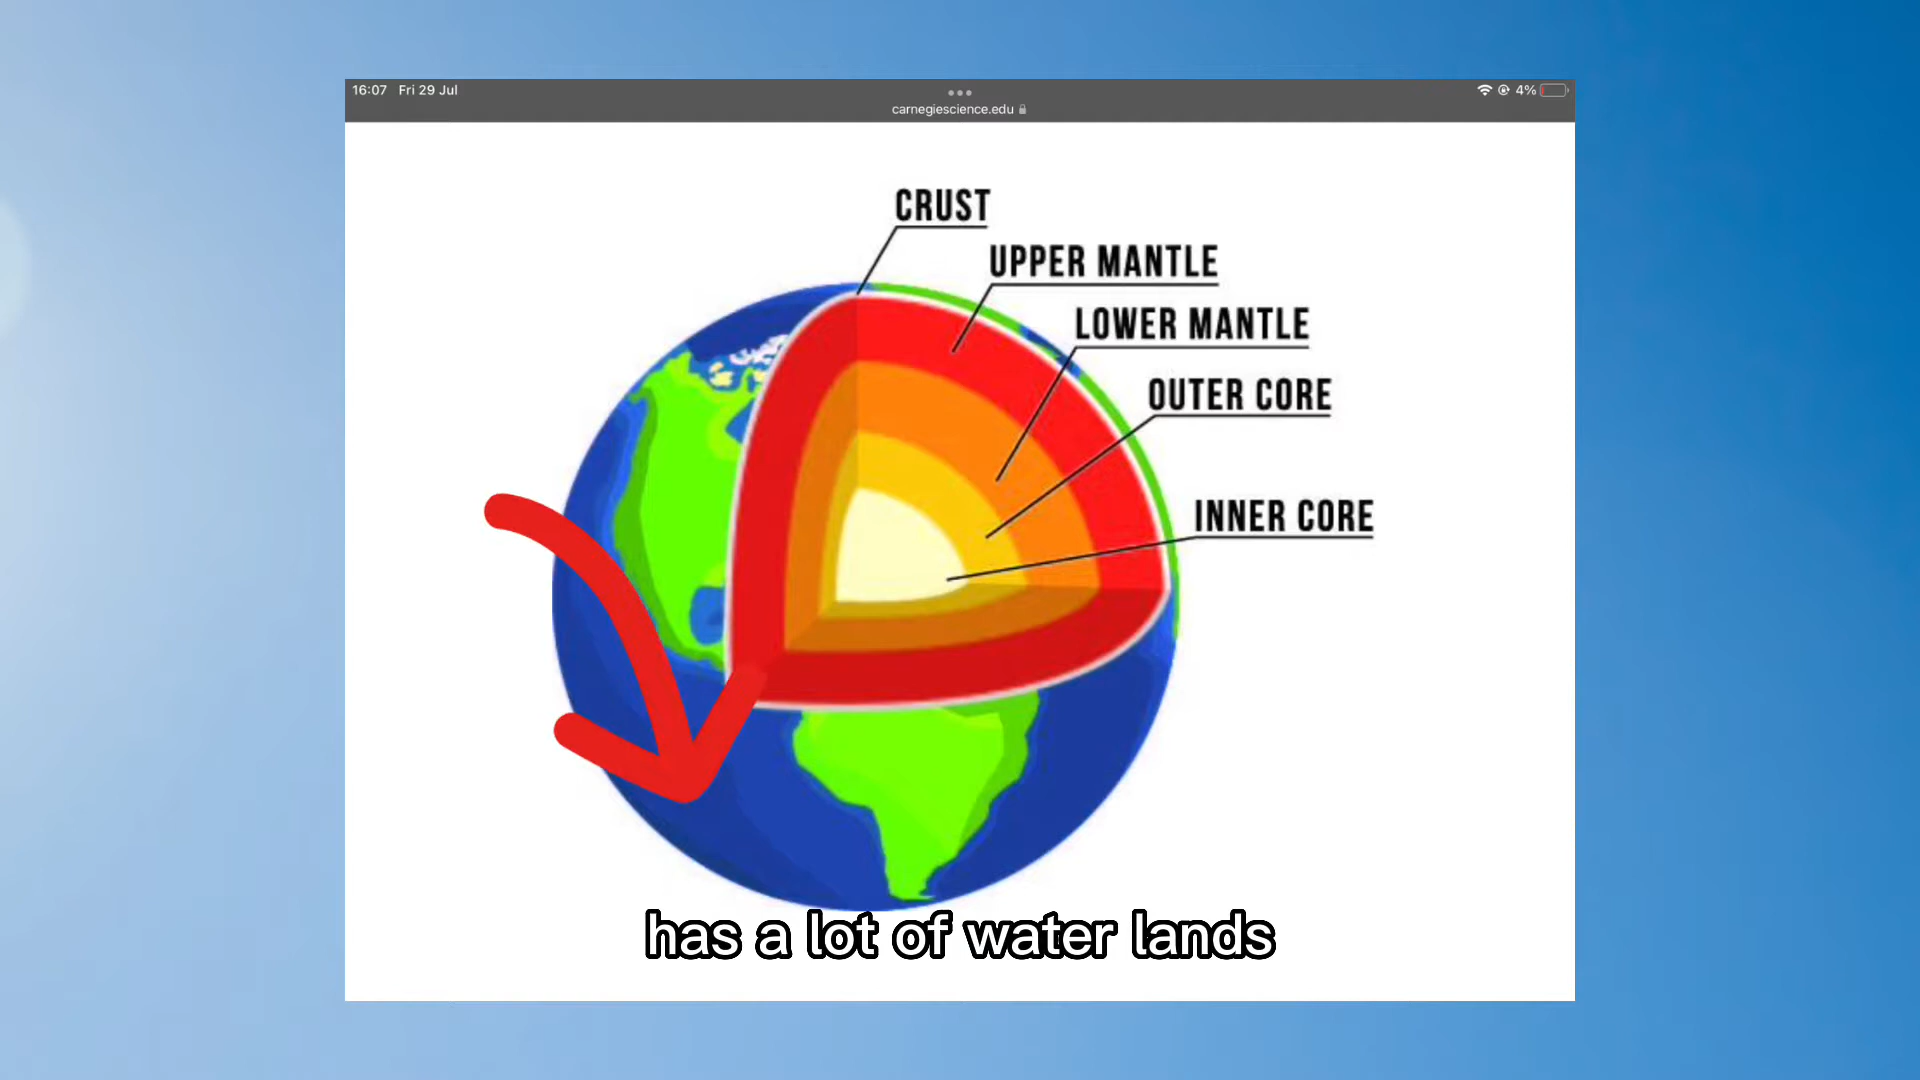 16:07 Fri 29 Jul
4%
carnegiescience.edu
CRUST
UPPER MANTLE
LOWER MANTLE
OUTER CORE
INNER CORE
has a lot of water lands